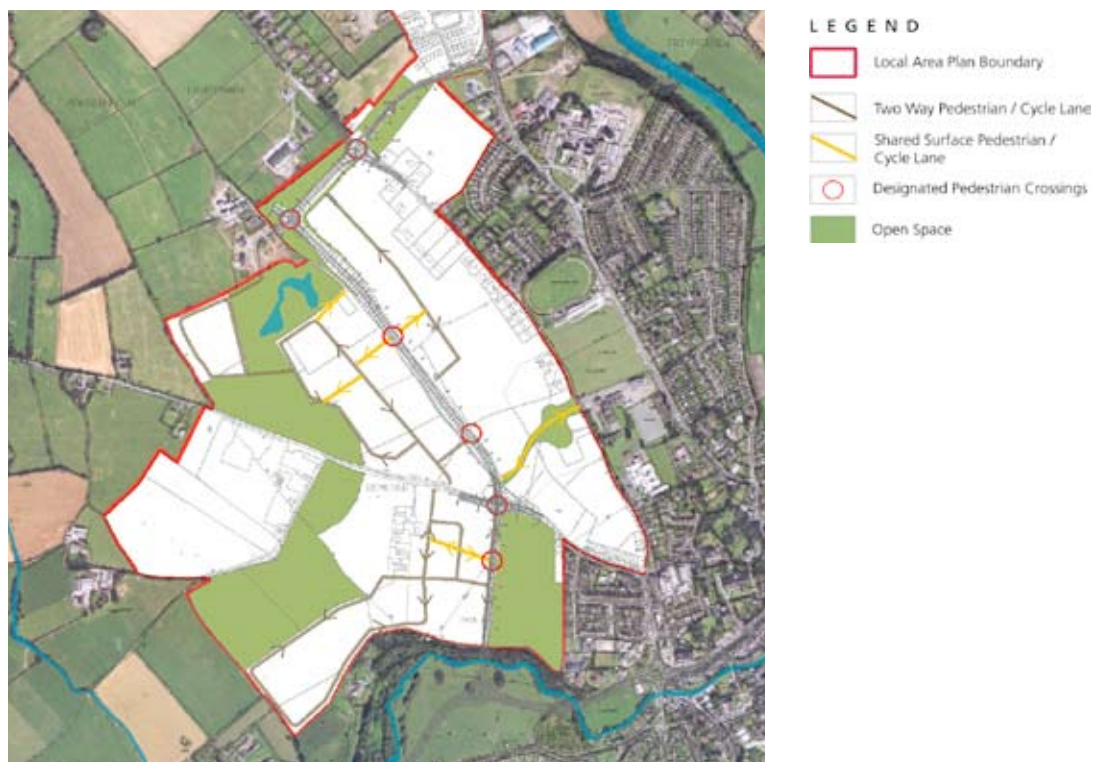 LEGEND
Local Area Plan Boundary
Two Way Pedestrian / Cycle Lane
Shared Surface Pedestrian /
Cycle Lane
Designated Pedestrian Crossings
Open Space